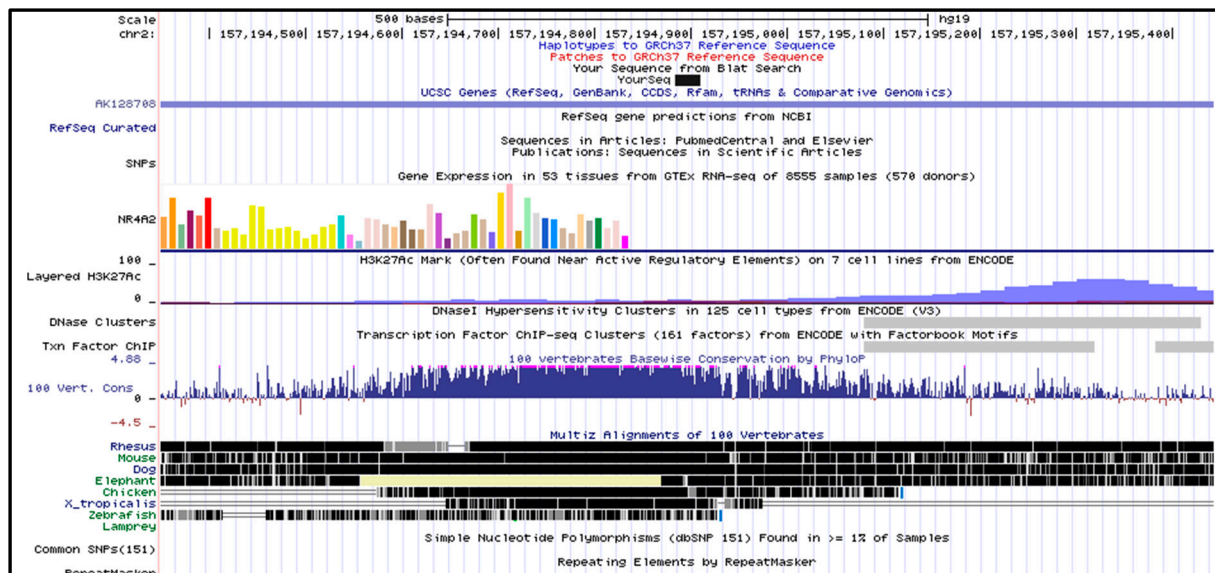 Scale 500 bases hg19
chr2: 157,194,500 157,194,600 157,194,700 157,194,800 157,194,900 157,195,000 157,195,100 157,195,200 157,195,300 157,195,400
Haplotypes to GRCh37 Reference Sequence
Patches to GRCh37 Reference Sequence
Your Sequence from Blat Search
YourSeq
UCSC Genes (RefSeq, GenBank, CCDS, Rfam, tRNAs & Comparative Genomics)
AK128708
RefSeq gene predictions from NCBI
RefSeq Curated
Sequences in Articles: PubmedCentral and Elsevier
Publications: Sequences in Scientific Articles
SNPs
Gene Expression in 53 tissues from GTEx RNA-seq of 8555 samples (570 donors)
NR4A2
100 _
H3K27Ac Mark (Often Found Near Active Regulatory Elements) on 7 cell lines from ENCODE
Layered H3K27Ac
0 _
DNaseI Hypersensitivity Clusters in 125 cell types from ENCODE (V3)
DNase Clusters
Transcription Factor ChIP-seq Clusters (161 factors) from ENCODE with Factorbook Motifs
Txn Factor ChIP
4.88 _
100 vertebrates Basewise Conservation by PhyloP
100 Vert. Cons
0 _
-4.5 _
Multiz Alignments of 100 Vertebrates
Rhesus
Mouse
Dog
Elephant
Chicken
X_tropicalis
Zebrafish
Lamprey
Simple Nucleotide Polymorphisms (dbSNP 151) Found in >= 1% of Samples
Common SNPs(151)
Repeating Elements by RepeatMasker
RepeatMasker